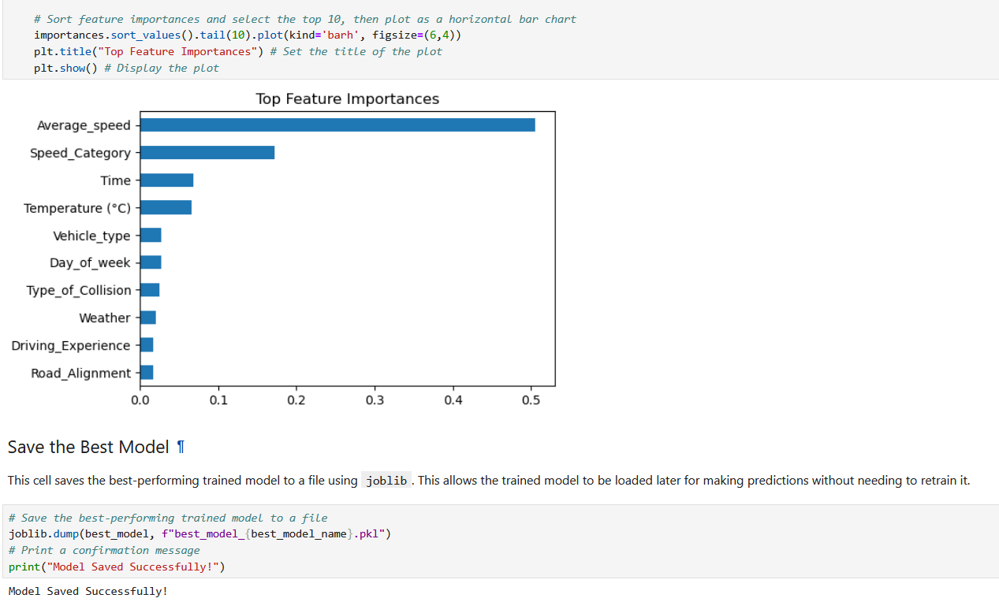 # Sort feature importances and select the top 10, then plot as a horizontal bar chart
importances.sort_values().tail(10).plot(kind='barh', figsize=(6,4))
plt.title("Top Feature Importances") # Set the title of the plot
plt.show() # Display the plot
Top Feature Importances
Average_speed
Speed_Category
Time
Temperature (°C)
Vehicle_type
Day_of_week
Type_of_Collision
Weather
Driving_Experience
Road_Alignment
0.0 0.1 0.2 0.3 0.4 0.5
Save the Best Model ¶
This cell saves the best-performing trained model to a file using joblib. This allows the trained model to be loaded later for making predictions without needing to retrain it.
# Save the best-performing trained model to a file
joblib.dump(best_model, f"best_model_{best_model_name}.pkl")
# Print a confirmation message
print("Model Saved Successfully!")
Model Saved Successfully!